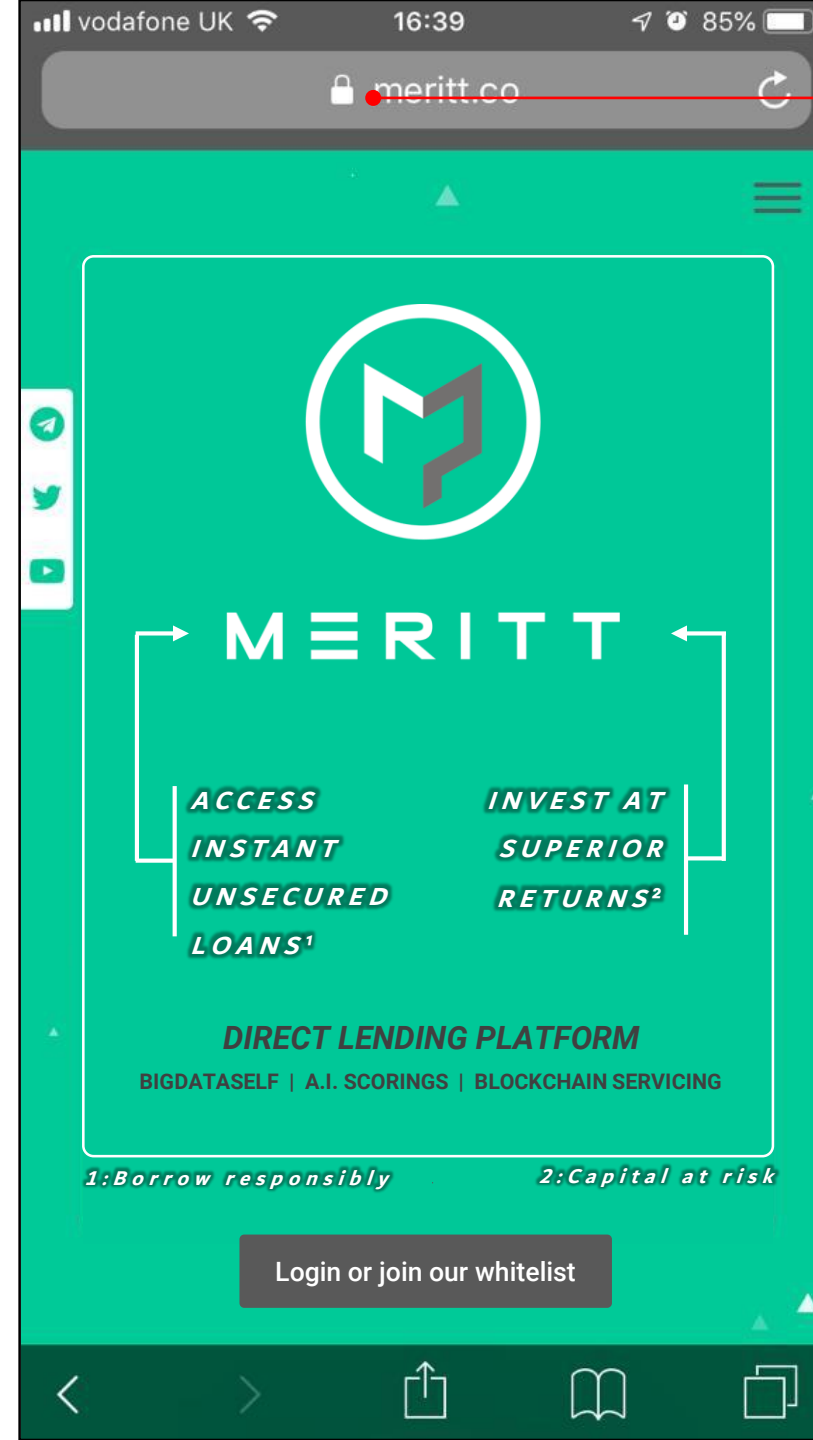 vodafone UK 16:39 85%
meritt.co
MERITT
ACCESS
INSTANT
UNSECURED
LOANS¹
INVEST AT
SUPERIOR
RETURNS²
DIRECT LENDING PLATFORM
BIGDATASELF | A.I. SCORINGS | BLOCKCHAIN SERVICING
1:Borrow responsibly
2:Capital at risk
Login or join our whitelist